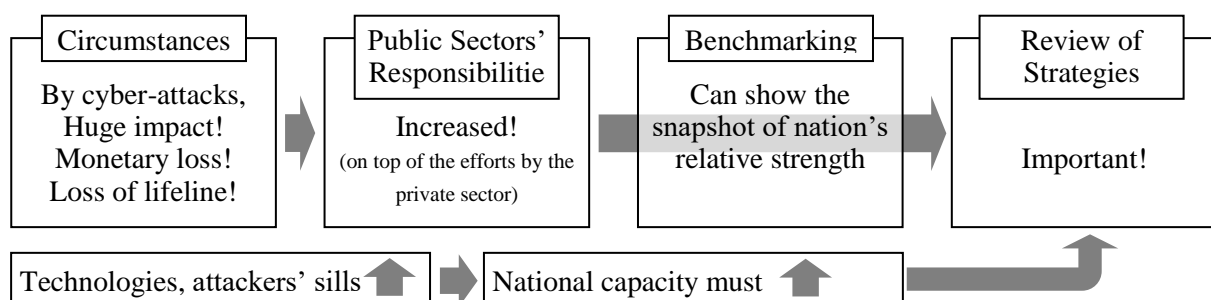 Circumstances
By cyber-attacks,
Huge impact!
Monetary loss!
Loss of lifeline!
Public Sectors’
Responsibilitie
Increased!
(on top of the efforts by the
private sector)
Benchmarking
Can show the
snapshot of nation’s
relative strength
Review of
Strategies
Important!
Technologies, attackers’ sills
National capacity must